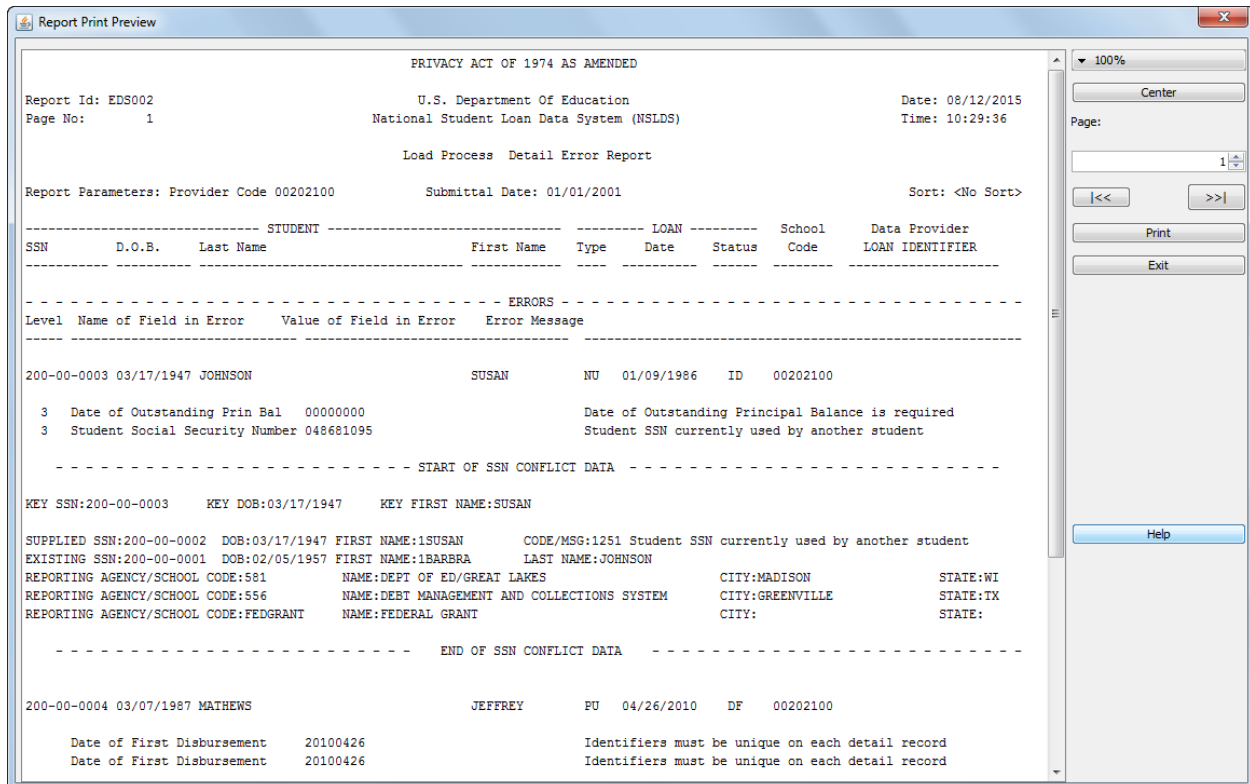 Report Print Preview
PRIVACY ACT OF 1974 AS AMENDED
Report Id: EDS002 U.S. Department Of Education Date: 08/12/2015
Page No: 1 National Student Loan Data System (NSLDS) Time: 10:29:36
Load Process Detail Error Report
Report Parameters: Provider Code 00202100 Submittal Date: 01/01/2001 Sort: <No Sort>
------------------------------- STUDENT ------------------------------- --------- LOAN --------- School Data Provider
SSN D.O.B. Last Name First Name Type Date Status Code LOAN IDENTIFIER
----------- ---------- ----------------------------------- ------------ ---- ---------- ------ -------- --------------------
- - - - - - - - - - - - - - - - - - - - - - - - - - - - - - - - ERRORS - - - - - - - - - - - - - - - - - - - - - - - - - - - - - - -
Level Name of Field in Error Value of Field in Error Error Message
----- ------------------------------ ----------------------------------- ----------------------------------------------------------
200-00-0003 03/17/1947 JOHNSON SUSAN NU 01/09/1986 ID 00202100
3 Date of Outstanding Prin Bal 00000000 Date of Outstanding Principal Balance is required
3 Student Social Security Number 048681095 Student SSN currently used by another student
- - - - - - - - - - - - - - - - - - - - - - - - START OF SSN CONFLICT DATA - - - - - - - - - - - - - - - - - - - - - - - - -
KEY SSN:200-00-0003 KEY DOB:03/17/1947 KEY FIRST NAME:SUSAN
SUPPLIED SSN:200-00-0002 DOB:03/17/1947 FIRST NAME:1SUSAN CODE/MSG:1251 Student SSN currently used by another student
EXISTING SSN:200-00-0001 DOB:02/05/1957 FIRST NAME:1BARBRA LAST NAME:JOHNSON
REPORTING AGENCY/SCHOOL CODE:581 NAME:DEPT OF ED/GREAT LAKES CITY:MADISON STATE:WI
REPORTING AGENCY/SCHOOL CODE:556 NAME:DEBT MANAGEMENT AND COLLECTIONS SYSTEM CITY:GREENVILLE STATE:TX
REPORTING AGENCY/SCHOOL CODE:FEDGRANT NAME:FEDERAL GRANT CITY: STATE:
- - - - - - - - - - - - - - - - - - - - - - - - END OF SSN CONFLICT DATA - - - - - - - - - - - - - - - - - - - - - - - - -
200-00-0004 03/07/1987 MATHEWS JEFFREY PU 04/26/2010 DF 00202100
Date of First Disbursement 20100426 Identifiers must be unique on each detail record
Date of First Disbursement 20100426 Identifiers must be unique on each detail record
100%
Center
Page:
1
|<< >>|
Print
Exit
Help